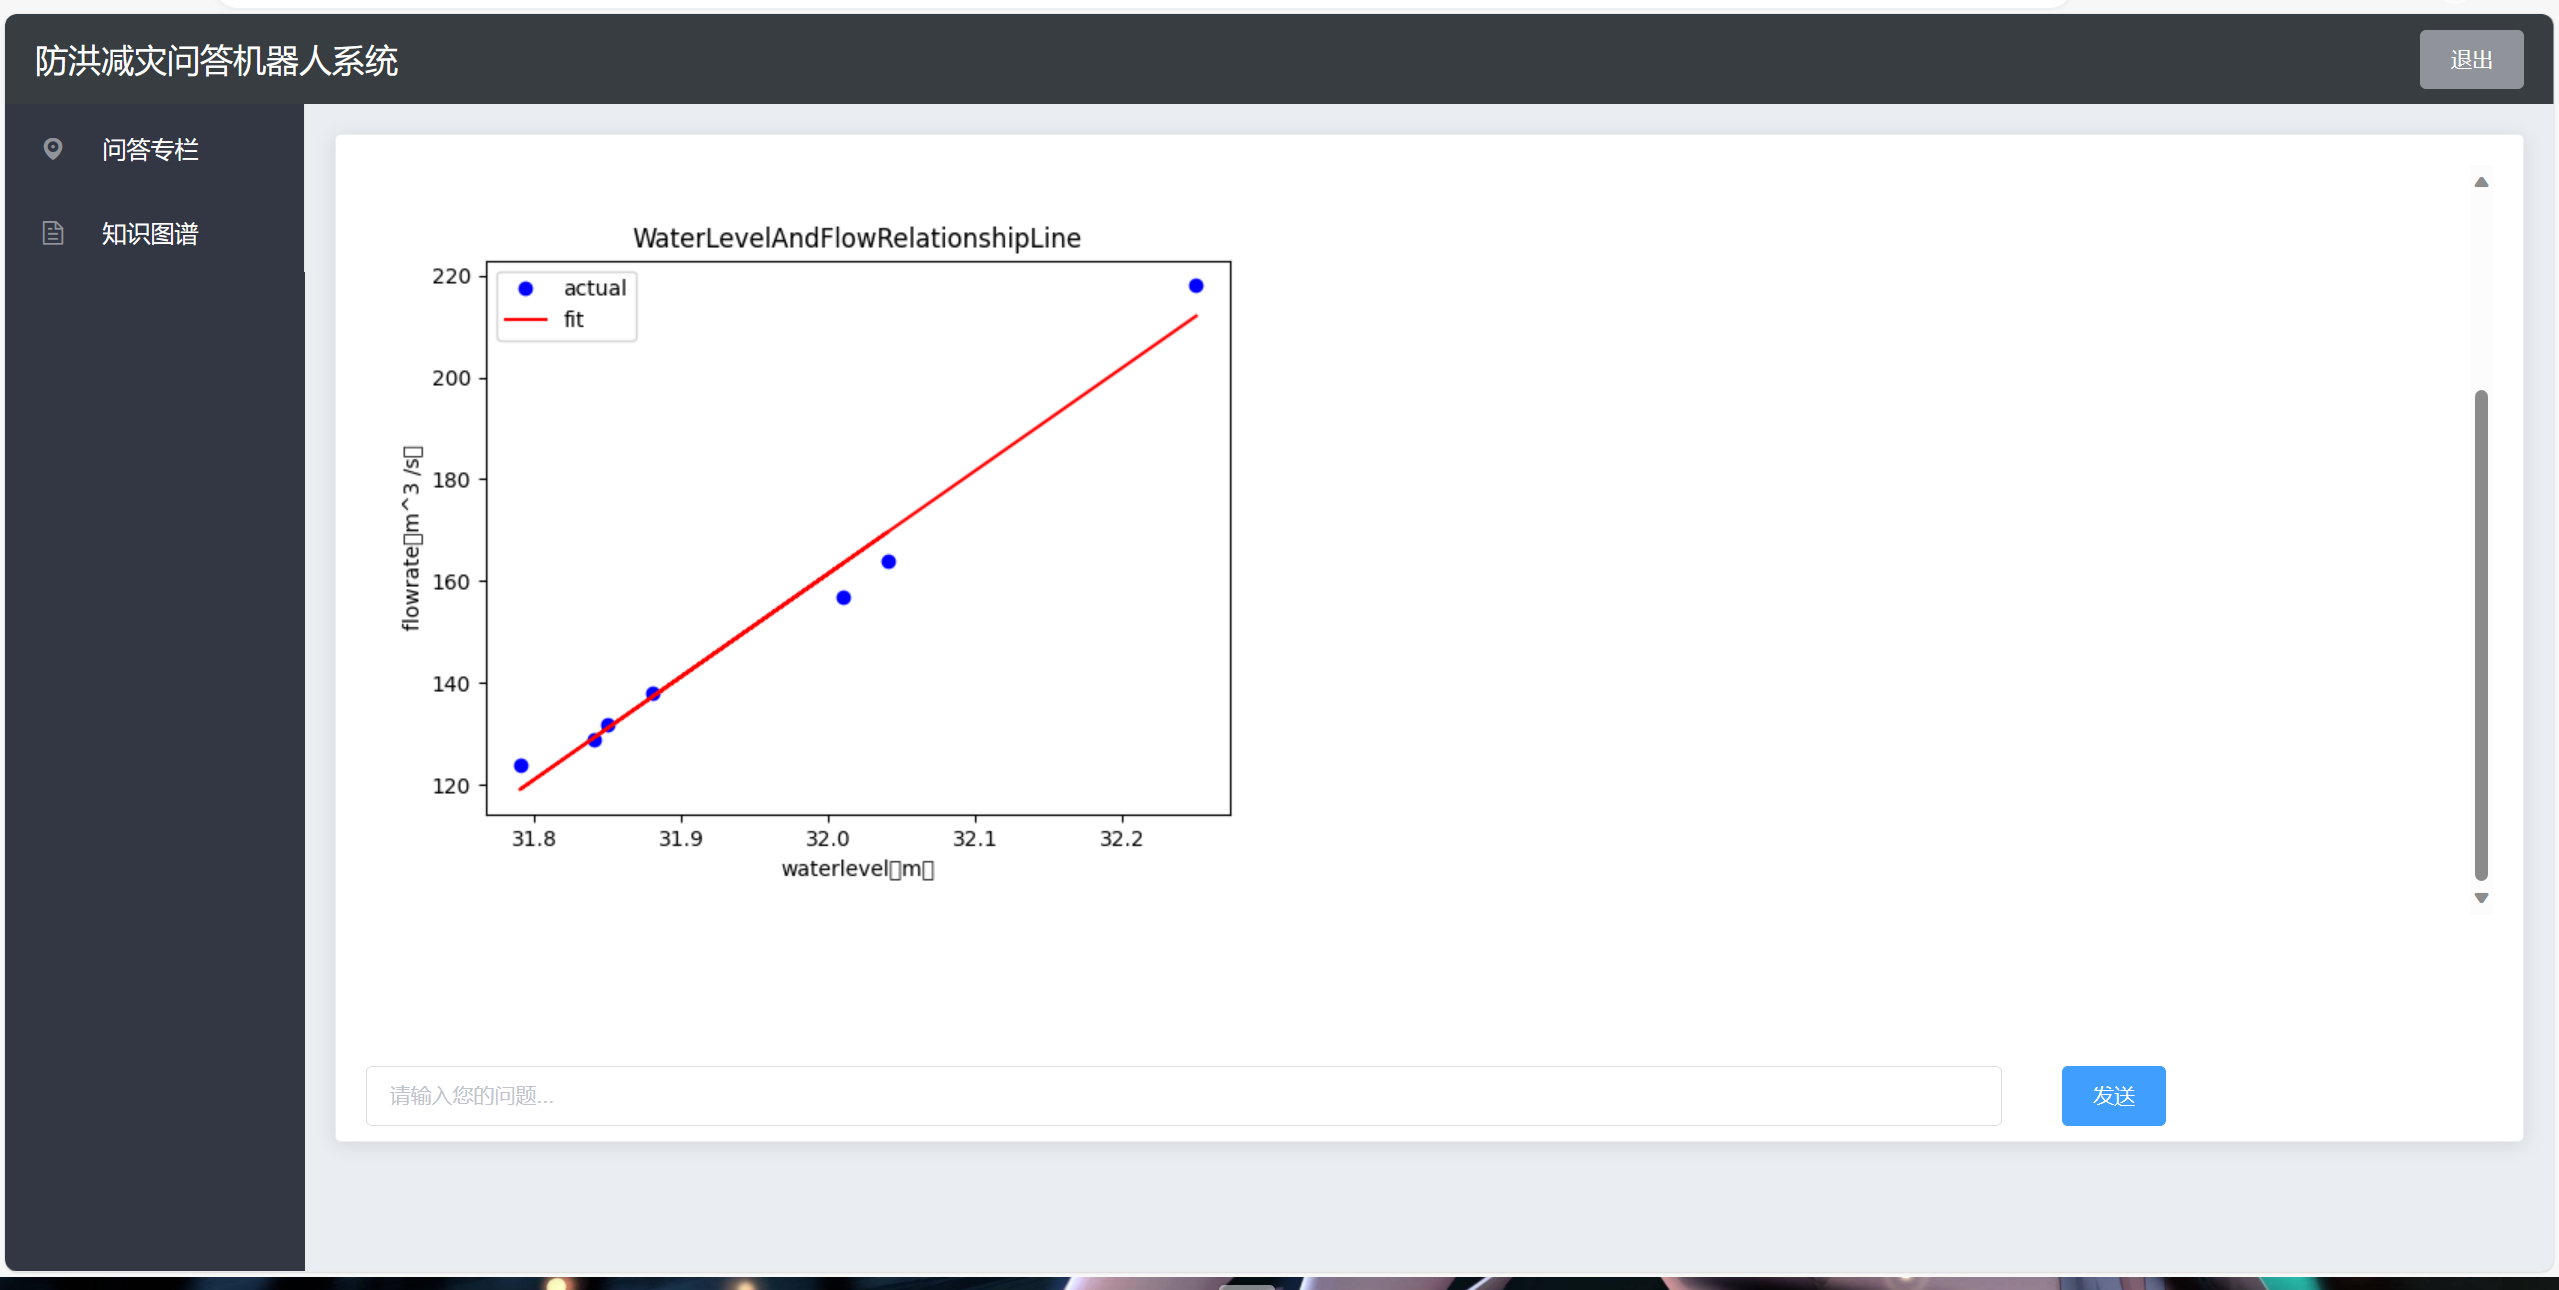 防洪减灾问答机器人系统
退出
问答专栏
知识图谱
WaterLevelAndFlowRelationshipLine
actual
fit
220
200
180
160
140
120
flowrate▯m^3 /s▯
31.8 31.9 32.0 32.1 32.2
waterlevel▯m▯
请输入您的问题...
发送